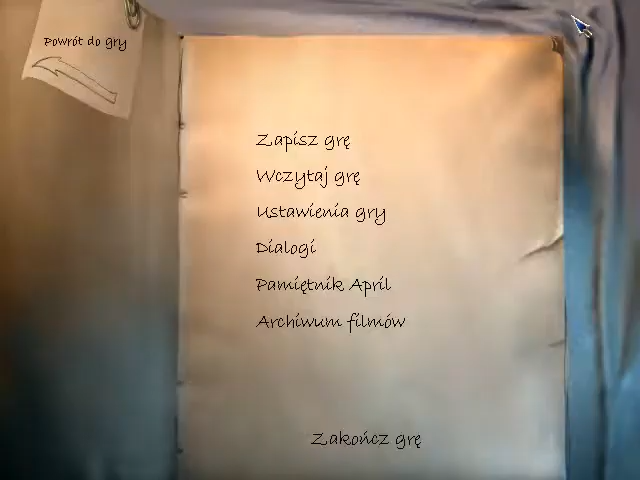 Powrót do gry
Zapisz grę
Wczytaj grę
Ustawienia gry
Dialogi
Pamiętnik April
Archiwum filmów
Zakończ grę